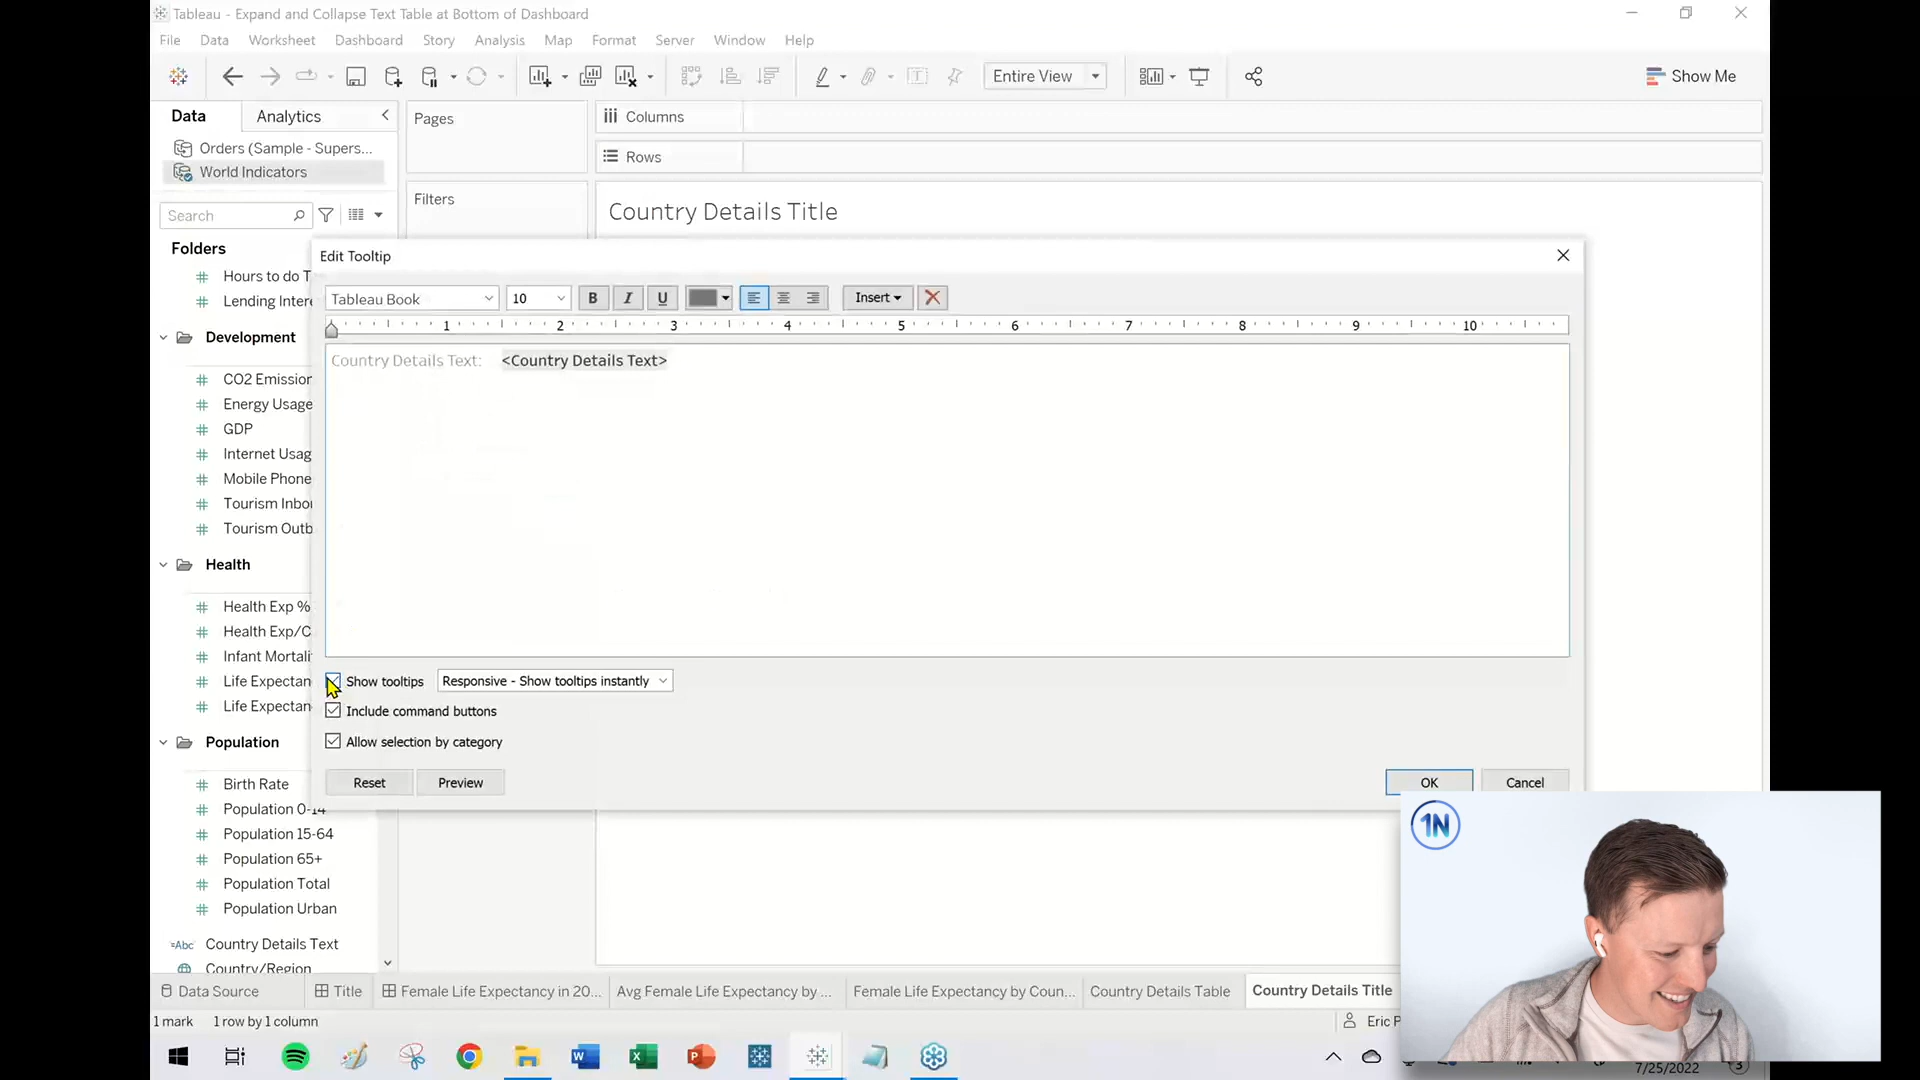 Tableau - Expand and Collapse Text Table at Bottom of Dashboard
File Data Worksheet Dashboard Story Analysis Map Format Server Window Help
Entire View
Show Me
Data Analytics
Pages
Columns
Orders (Sample - Supers...
World Indicators
Rows
Filters
Search
Country Details Title
Folders
Hours to do T
Lending Inter
Development
CO2 Emission
Energy Usage
GDP
Internet Usag
Mobile Phone
Tourism Inbo
Tourism Outb
Health
Health Exp %
Health Exp/C
Infant Mortali
Life Expectan
Life Expectan
Population
Birth Rate
Population 0-14
Population 15-64
Population 65+
Population Total
Population Urban
Abc Country Details Text
Country/Region
Edit Tooltip
Tableau Book 10 B I U Insert
1 2 3 4 5 6 7 8 9 10
Country Details Text: <Country Details Text>
Show tooltips Responsive - Show tooltips instantly
Include command buttons
Allow selection by category
Reset Preview OK Cancel
1N
Data Source Title Female Life Expectancy in 20... Avg Female Life Expectancy by ... Female Life Expectancy by Coun... Country Details Table Country Details Title
1 mark 1 row by 1 column
Eric P
7/25/2022
3